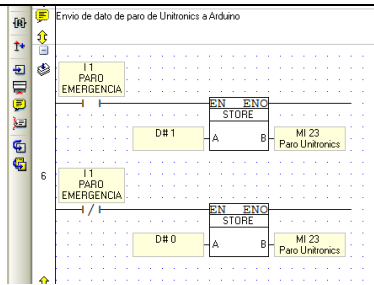 Envio de dato de paro de Unitronics a Arduino
I 1
PARO
EMERGENCIA
EN ENO
STORE
D# 1
A
B
MI 23
Paro Unitronics
6
I 1
PARO
EMERGENCIA
EN ENO
STORE
D# 0
A
B
MI 23
Paro Unitronics